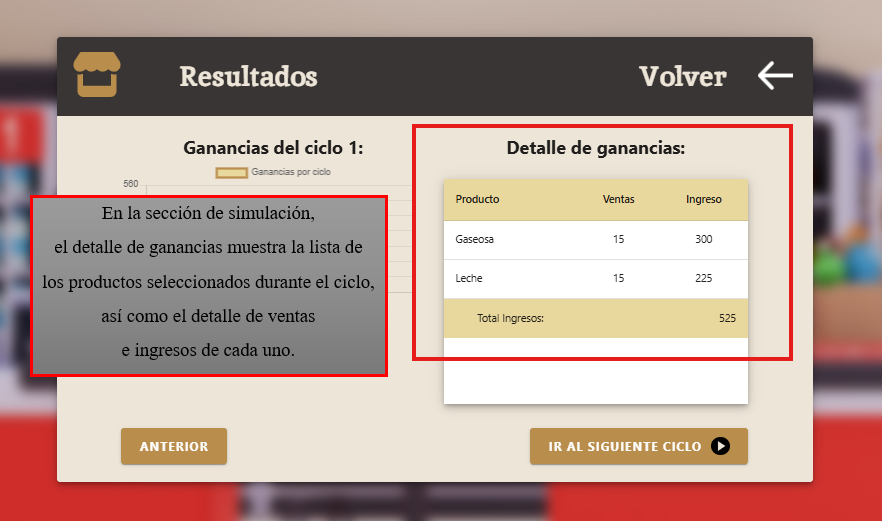 Resultados
Volver
Ganancias del ciclo 1:
Ganancias por ciclo
560
En la sección de simulación,
el detalle de ganancias muestra la lista de
los productos seleccionados durante el ciclo,
así como el detalle de ventas
e ingresos de cada uno.
Detalle de ganancias:
Producto Ventas Ingreso
Gaseosa 15 300
Leche 15 225
Total Ingresos: 525
ANTERIOR
IR AL SIGUIENTE CICLO